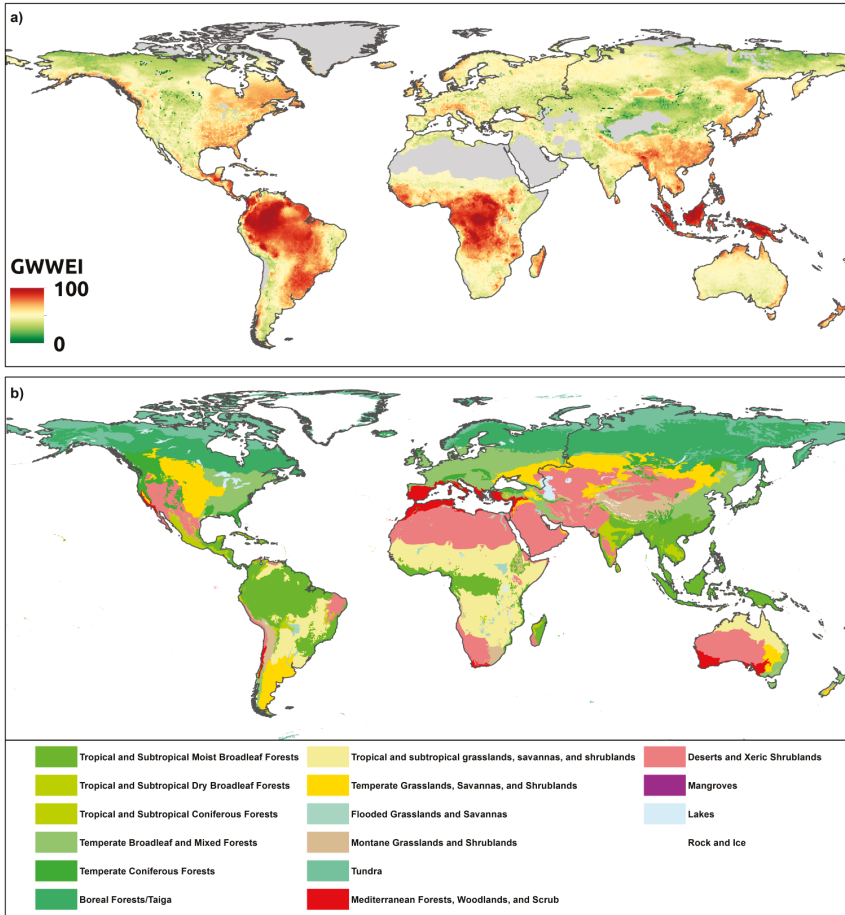 a)
GWWEI
100
0
b)
Tropical and Subtropical Moist Broadleaf Forests
Tropical and subtropical grasslands, savannas, and shrublands
Deserts and Xeric Shrublands
Tropical and Subtropical Dry Broadleaf Forests
Temperate Grasslands, Savannas, and Shrublands
Mangroves
Tropical and Subtropical Coniferous Forests
Flooded Grasslands and Savannas
Lakes
Temperate Broadleaf and Mixed Forests
Montane Grasslands and Shrublands
Rock and Ice
Temperate Coniferous Forests
Tundra
Boreal Forests/Taiga
Mediterranean Forests, Woodlands, and Scrub